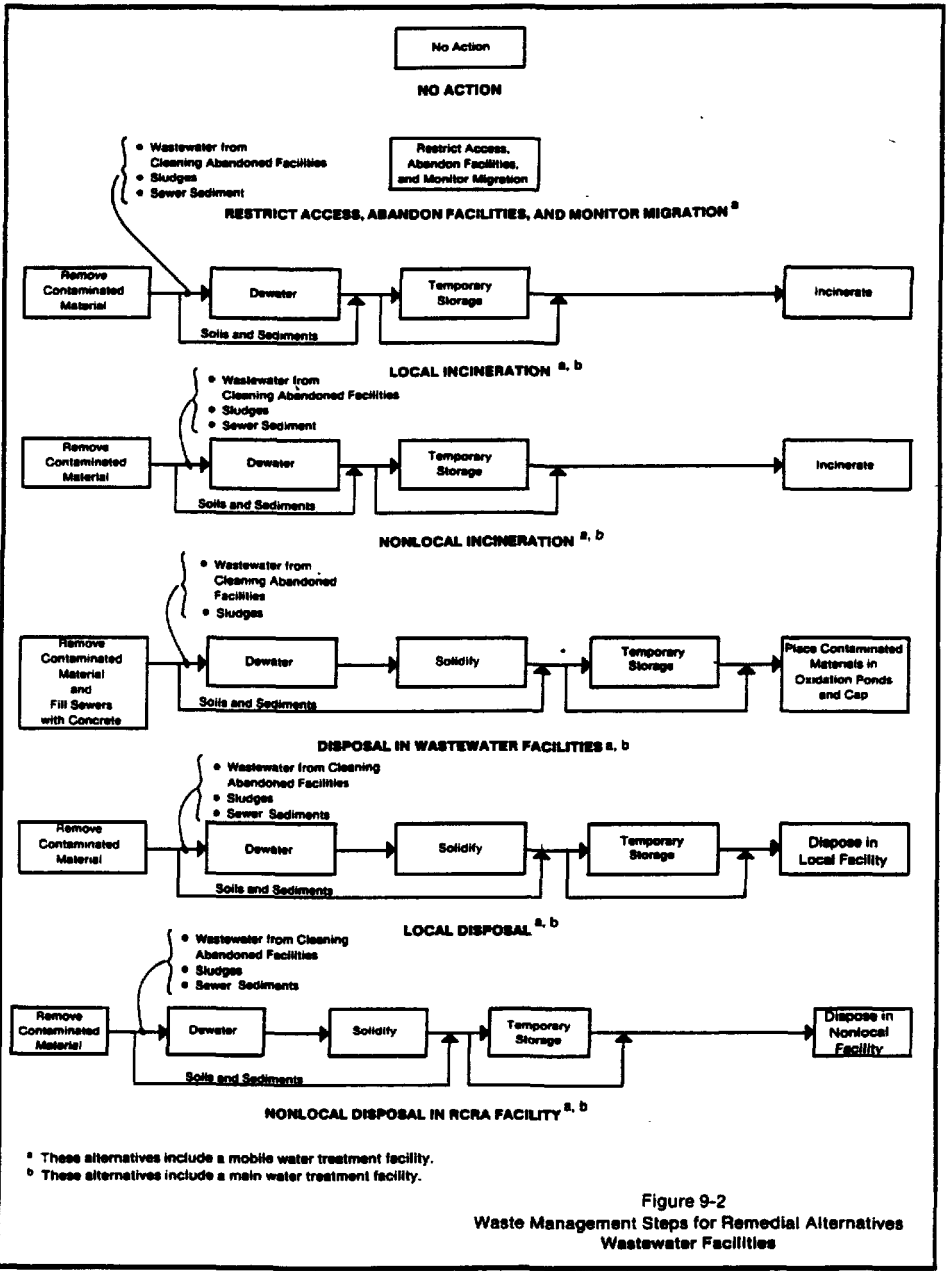 No Action
NO ACTION
• Wastewater from
Cleaning Abandoned Facilities
• Sludges
• Sewer Sediment
Restrict Access,
Abandon Facilities,
and Monitor Migration
RESTRICT ACCESS, ABANDON FACILITIES, AND MONITOR MIGRATION a
Remove
Contaminated
Material
Dewater
Temporary
Storage
Incinerate
Soils and Sediments
LOCAL INCINERATION a, b
• Wastewater from
Cleaning Abandoned Facilities
• Sludges
• Sewer Sediment
Remove
Contaminated
Material
Dewater
Temporary
Storage
Incinerate
Soils and Sediments
NONLOCAL INCINERATION a, b
• Wastewater from
Cleaning Abandoned
Facilities
• Sludges
Remove
Contaminated
Material
and
Fill Sewers
with Concrete
Dewater
Solidify
Temporary
Storage
Place Contaminated
Materials in
Oxidation Ponds
and Cap
Soils and Sediments
DISPOSAL IN WASTEWATER FACILITIES a, b
• Wastewater from Cleaning
Abandoned Facilities
• Sludges
• Sewer Sediments
Remove
Contaminated
Material
Dewater
Solidify
Temporary
Storage
Dispose in
Local Facility
Soils and Sediments
LOCAL DISPOSAL a, b
• Wastewater from Cleaning
Abandoned Facilities
• Sludges
• Sewer Sediments
Remove
Contaminated
Material
Dewater
Solidify
Temporary
Storage
Dispose in
Nonlocal
Facility
Soils and Sediments
NONLOCAL DISPOSAL IN RCRA FACILITY a, b
a These alternatives include a mobile water treatment facility.
b These alternatives include a main water treatment facility.
Figure 9-2
Waste Management Steps for Remedial Alternatives
Wastewater Facilities